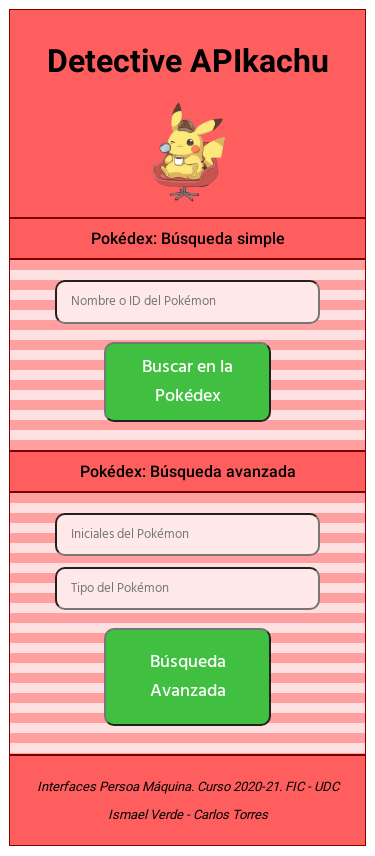 Detective APIkachu
Pokédex: Búsqueda simple
Nombre o ID del Pokémon
Buscar en la
Pokédex
Pokédex: Búsqueda avanzada
Iniciales del Pokémon
Tipo del Pokémon
Búsqueda
Avanzada
Interfaces Persoa Máquina. Curso 2020-21. FIC - UDC
Ismael Verde - Carlos Torres